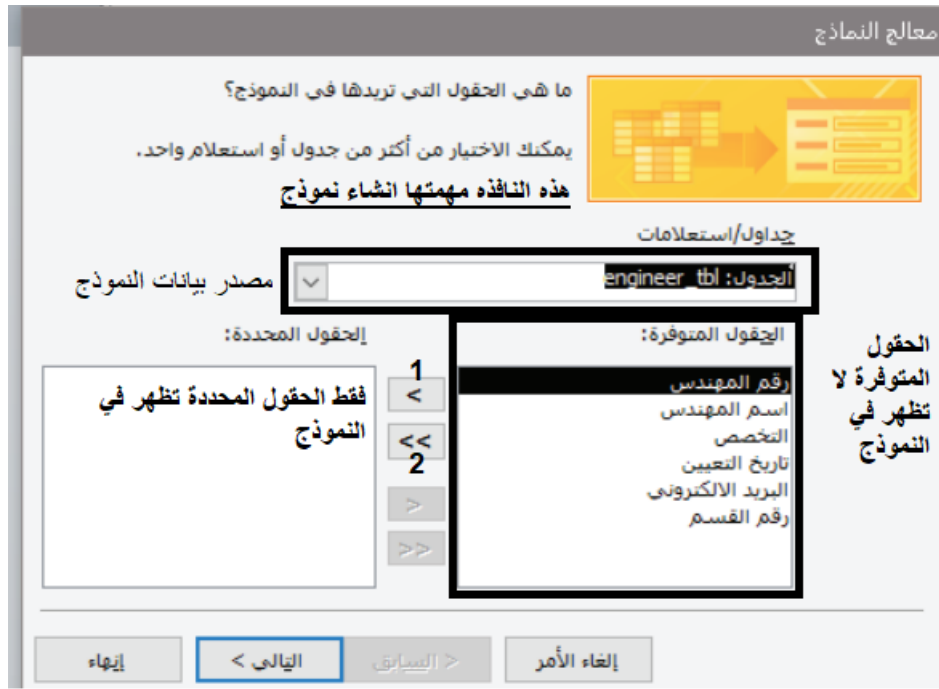 معالج النماذج
ما هي الحقول التي تريدها في النموذج؟
يمكنك الاختيار من أكثر من جدول أو استعلام واحد.
هذه النافذه مهمتها انشاء نموذج
جداول/استعلامات
الجدول: engineer_tbl
مصدر بيانات النموذج
الحقول المتوفرة:
الحقول المحددة:
الحقول
المتوفرة لا
تظهر في
النموذج
رقم المهندس
اسم المهندس
التخصص
تاريخ التعيين
البريد الالكتروني
رقم القسم
1
<
<<
2
>
>>
فقط الحقول المحددة تظهر في
النموذج
إلغاء الأمر
< السابق
التالي >
إنهاء